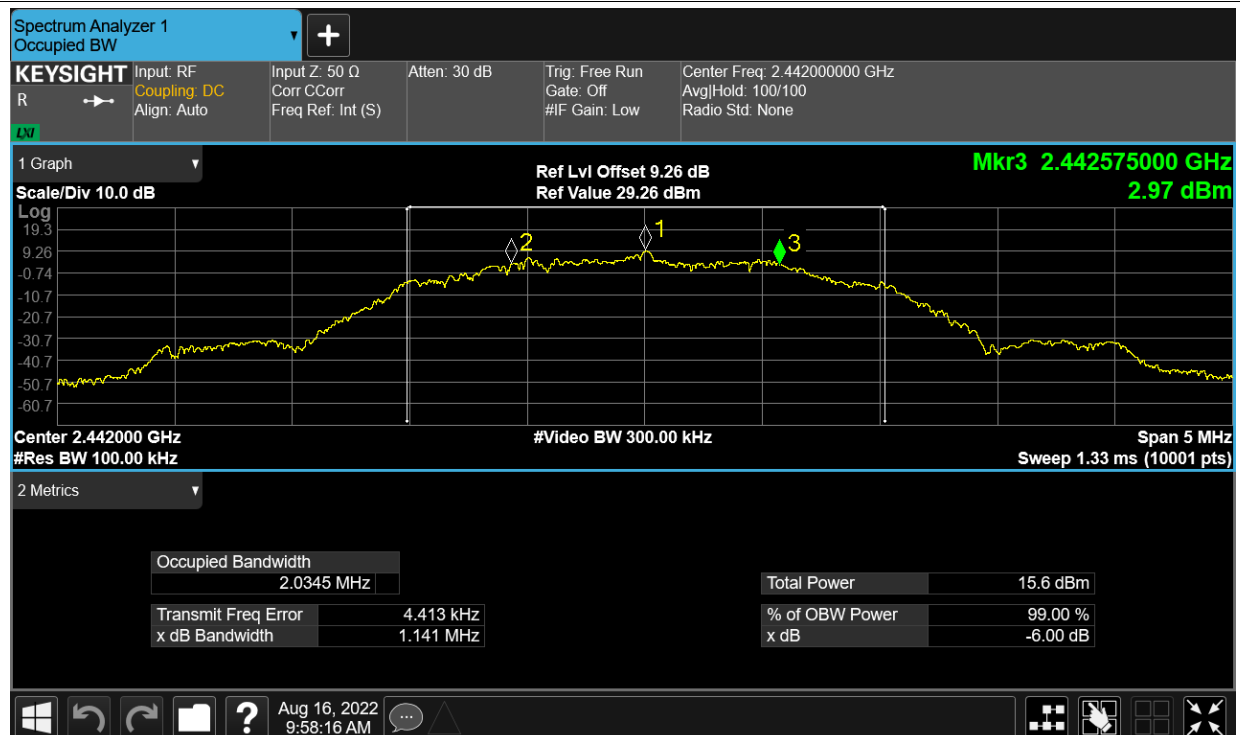 Spectrum Analyzer 1
Occupied BW
KEYSIGHT
R
LXI
Input: RF
Coupling: DC
Align: Auto
Input Z: 50 Ω
Corr CCorr
Freq Ref: Int (S)
Atten: 30 dB
Trig: Free Run
Gate: Off
#IF Gain: Low
Center Freq: 2.442000000 GHz
Avg|Hold: 100/100
Radio Std: None
1 Graph
Scale/Div 10.0 dB
Ref Lvl Offset 9.26 dB
Ref Value 29.26 dBm
Mkr3 2.442575000 GHz
2.97 dBm
Log
19.3
9.26
-0.74
-10.7
-20.7
-30.7
-40.7
-50.7
-60.7
2
1
3
Center 2.442000 GHz
#Res BW 100.00 kHz
#Video BW 300.00 kHz
Span 5 MHz
Sweep 1.33 ms (10001 pts)
2 Metrics
Occupied Bandwidth
2.0345 MHz
Transmit Freq Error 4.413 kHz
x dB Bandwidth 1.141 MHz
Total Power 15.6 dBm
% of OBW Power 99.00 %
x dB -6.00 dB
?
Aug 16, 2022
9:58:16 AM